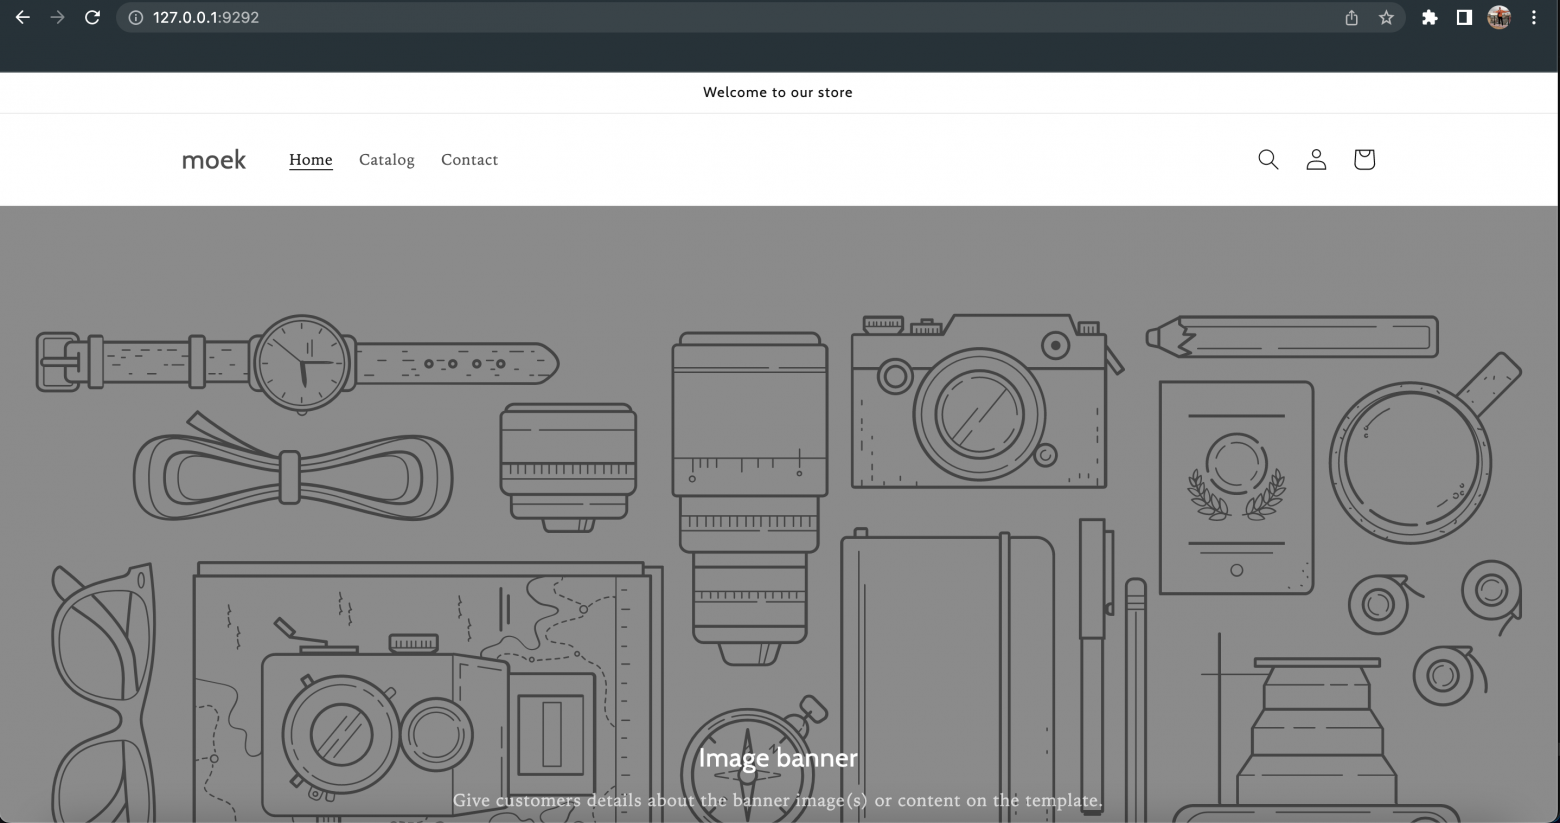 127.0.0.1:9292
Welcome to our store
moek Home Catalog Contact
Image banner
Give customers details about the banner image(s) or content on the template.